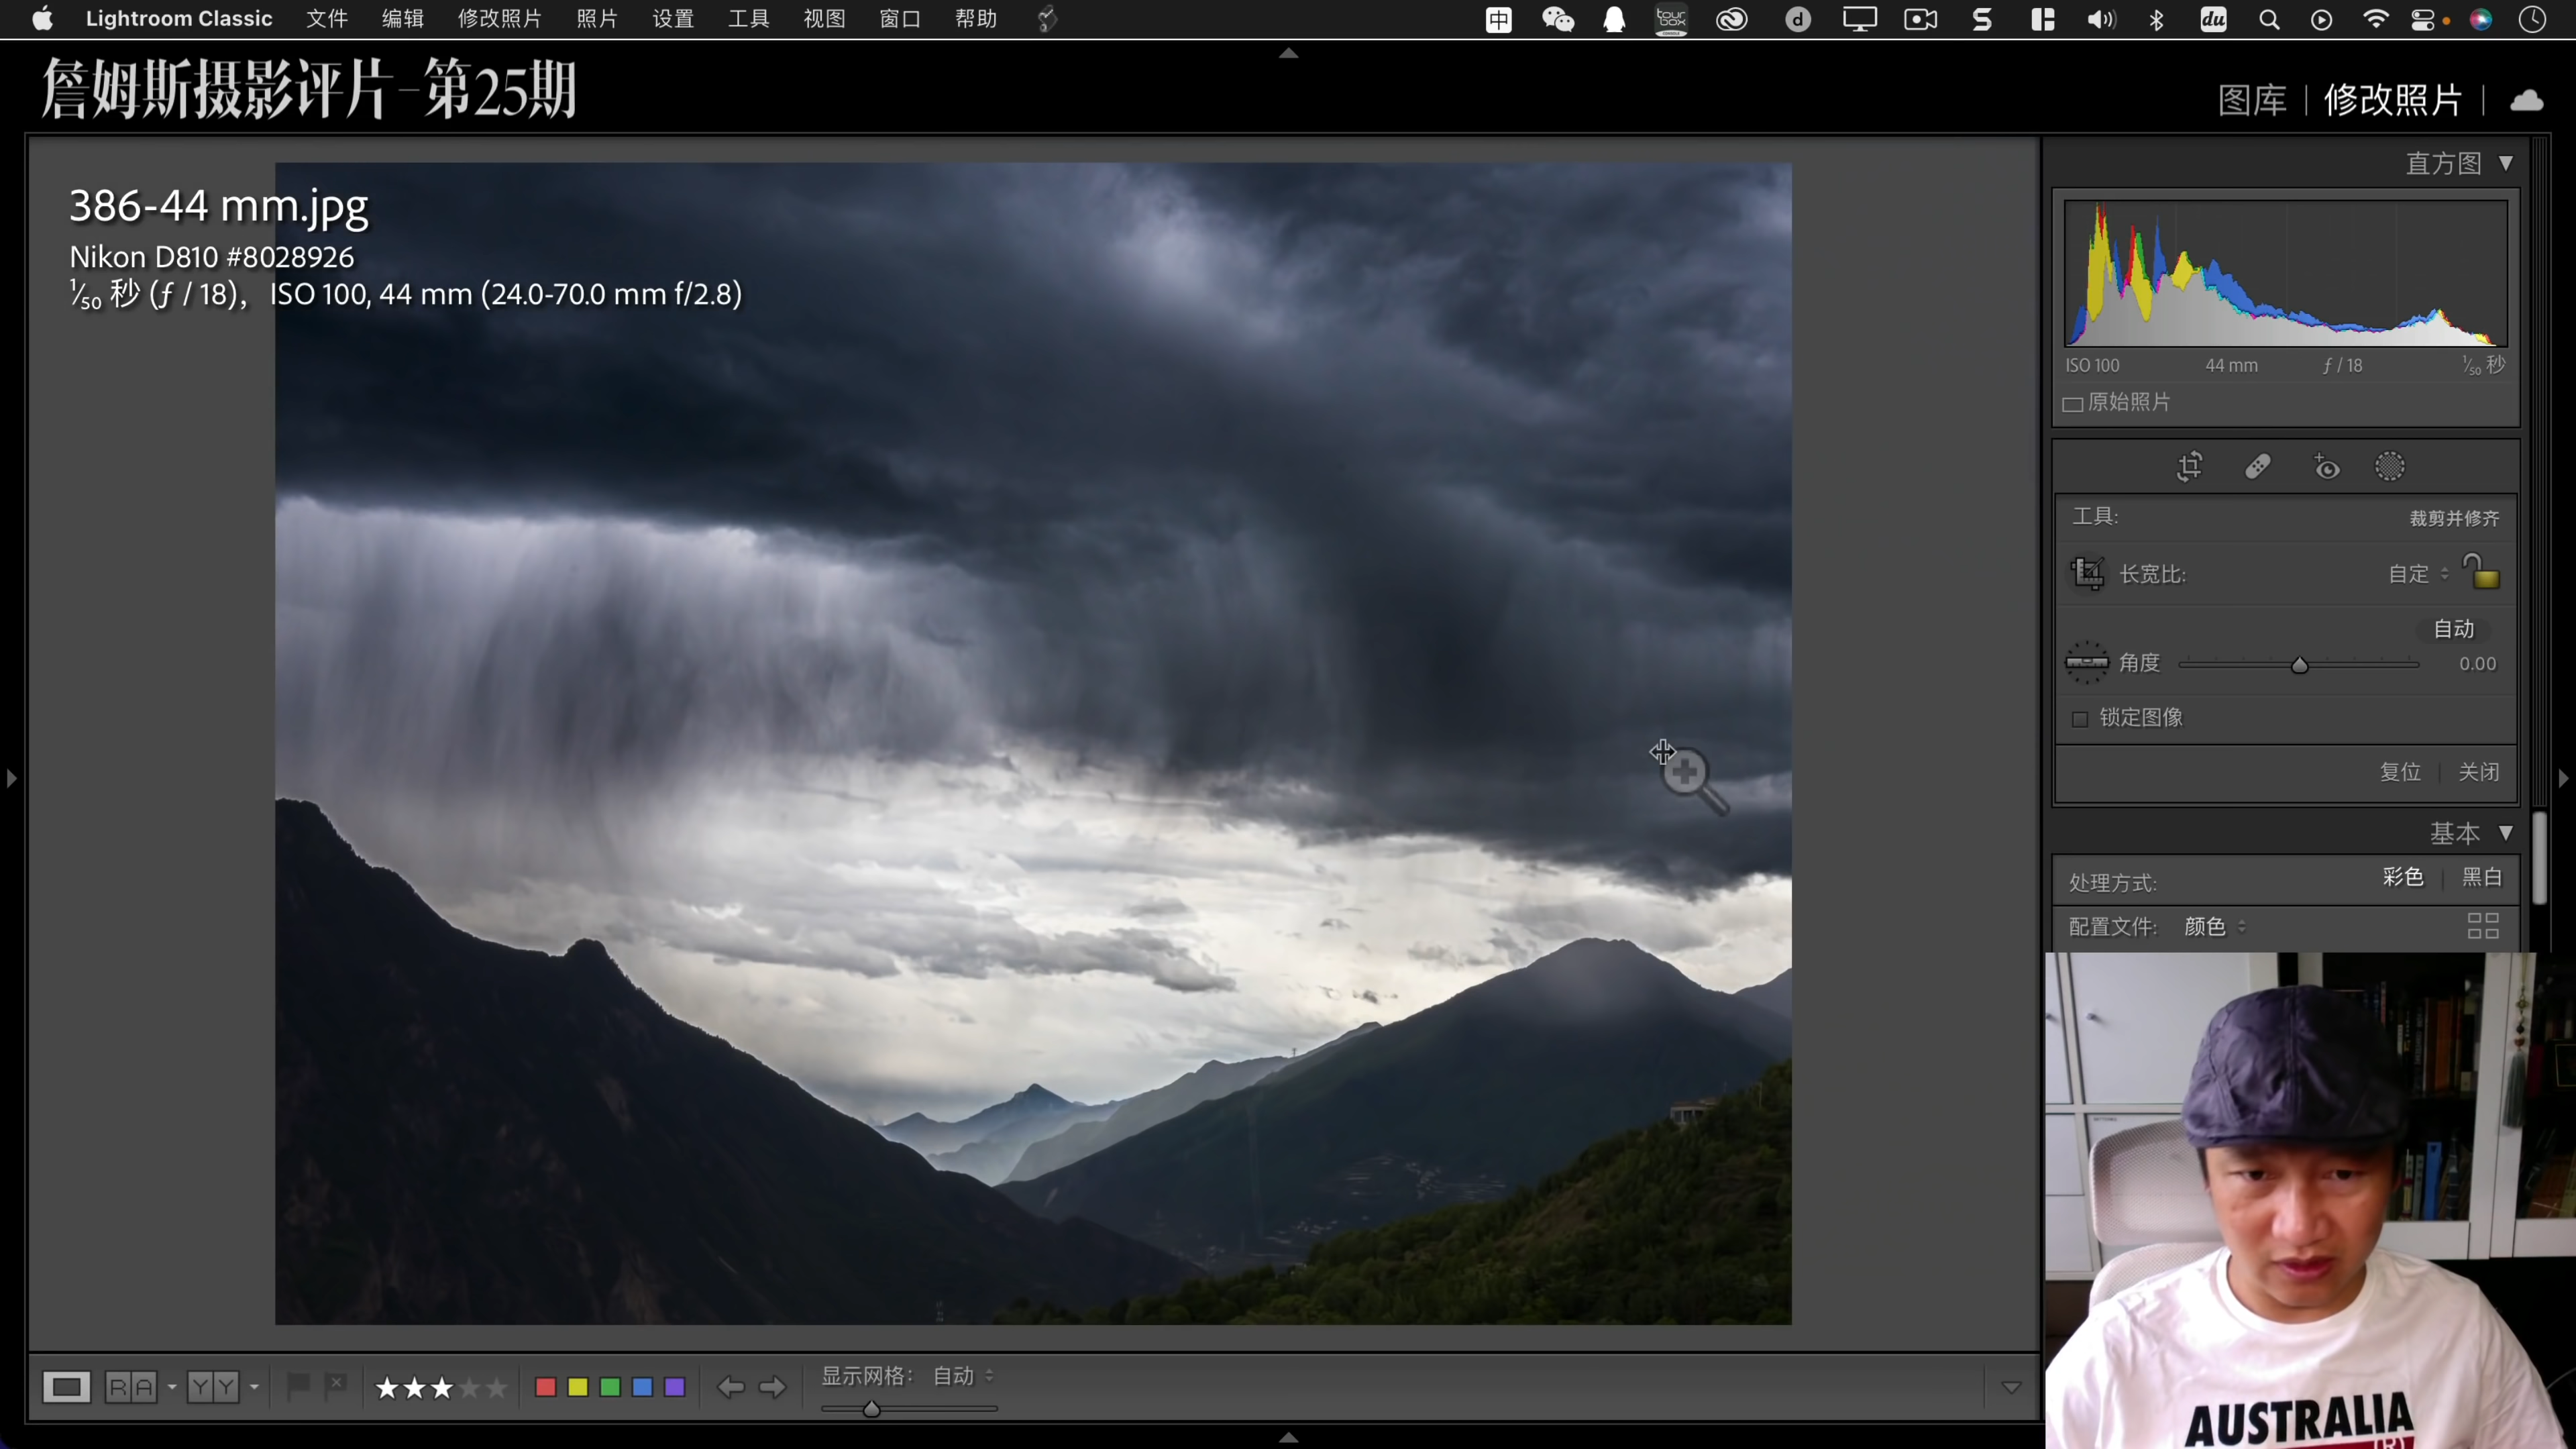 Lightroom Classic 文件 编辑 修改照片 照片 设置 工具 视图 窗口 帮助 中 tour box d S du
詹姆斯摄影评片-第25期
图库 | 修改照片 |
386-44 mm.jpg
Nikon D810 #8028926
1/50 秒 (ƒ / 18), ISO 100, 44 mm (24.0-70.0 mm f/2.8)
直方图
ISO 100 44 mm ƒ / 18 1/50 秒
原始照片
工具: 裁剪并修齐
长宽比: 自定
自动
角度 0.00
锁定图像
复位 | 关闭
基本
处理方式: 彩色 | 黑白
配置文件: 颜色
R A Y Y 显示网格: 自动
AUSTRALIA